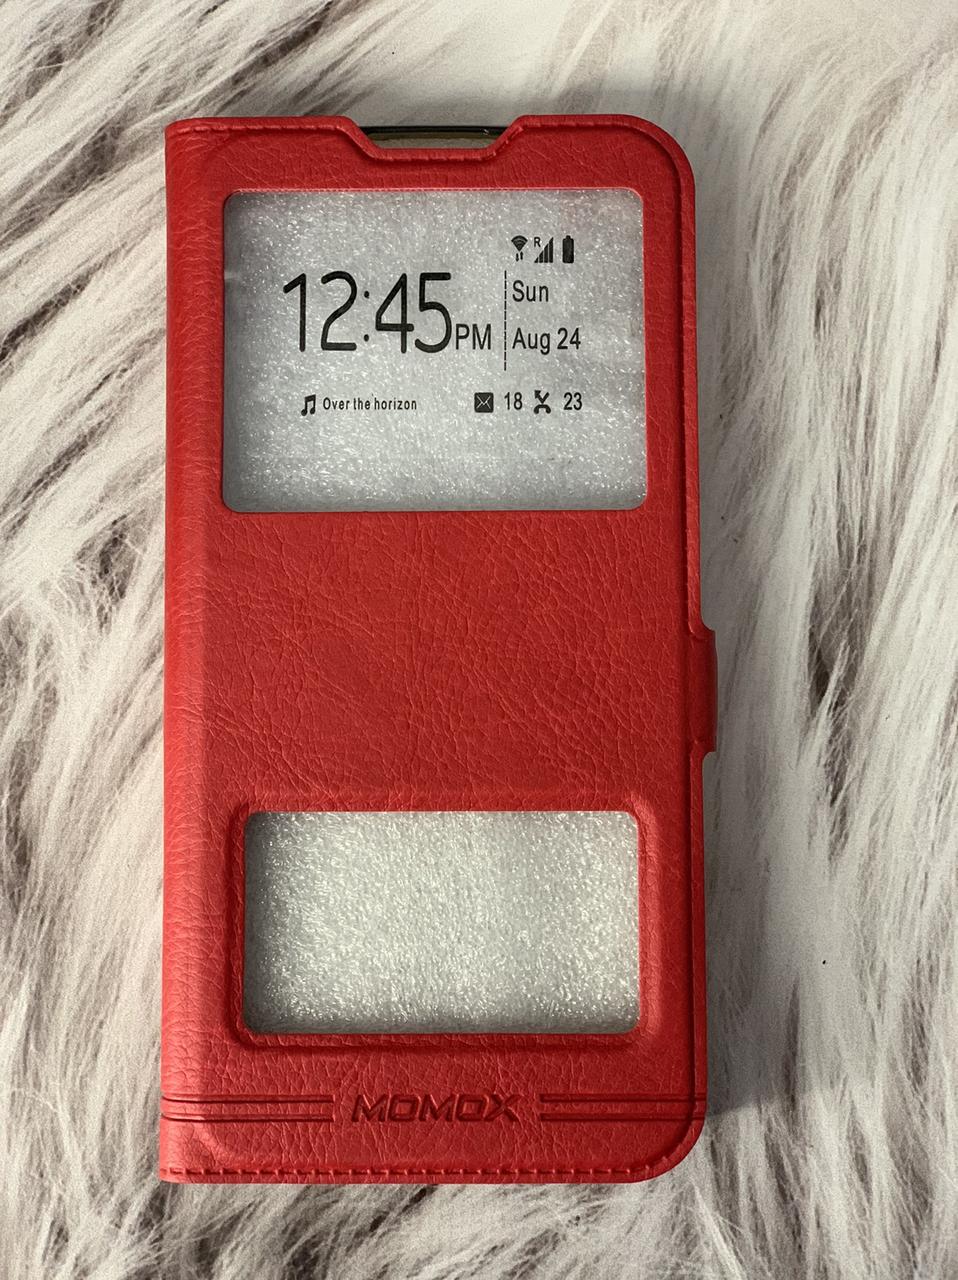 R
12:45PM
Sun
Aug 24
Over the horizon
18 23
MOMOX